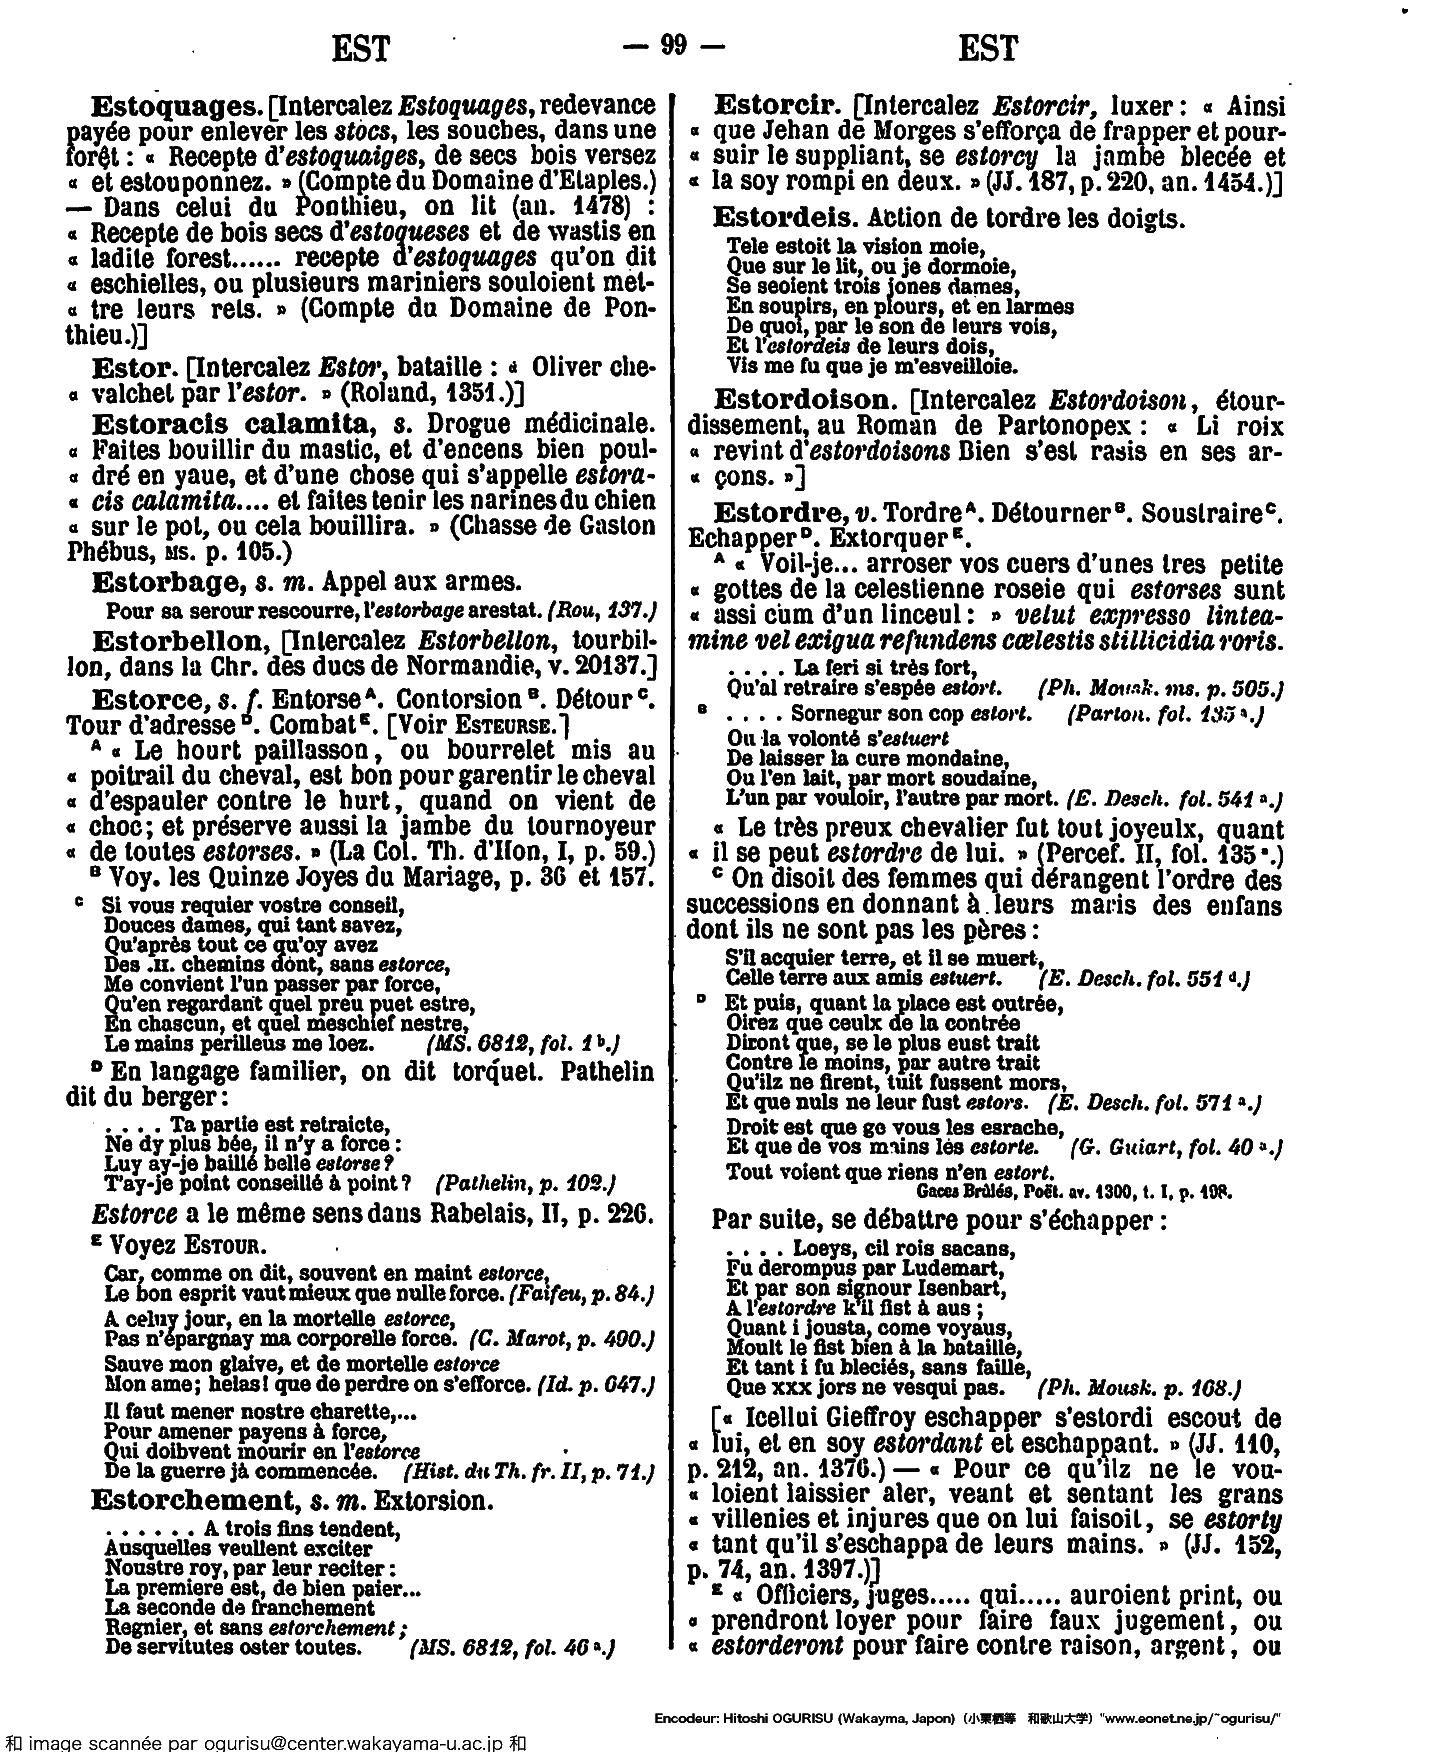 EST — 99 — EST
Estoquages. [Intercalez Estoquages, redevance
payée pour enlever les stocs, les souches, dans une
forêt : « Recepte d'estoquaiges, de secs bois versez
« et estouponnez. » (Compte du Domaine d'Etaples.)
— Dans celui du Ponthieu, on lit (an. 1478) :
« Recepte de bois secs d'estoqueses et de wastis en
« ladite forest...... recepte d'estoquages qu'on dit
« eschielles, ou plusieurs mariniers souloient met-
« tre leurs rets. » (Compte du Domaine de Pon-
thieu.)]
Estor. [Intercalez Estor, bataille : « Oliver che-
« valchet par l'estor. » (Roland, 1351.)]
Estoracis calamita, s. Drogue médicinale.
« Faites bouillir du mastic, et d'encens bien poul-
« dré en yaue, et d'une chose qui s'appelle estora-
« cis calamita.... et faites tenir les narines du chien
« sur le pot, ou cela bouillira. » (Chasse de Gaston
Phébus, MS. p. 105.)
Estorbage, s. m. Appel aux armes.
Pour sa serour rescourre, l'estorbage arestat. (Rou, 137.)
Estorbellon, [Intercalez Estorbellon, tourbil-
lon, dans la Chr. des ducs de Normandie, v. 20137.]
Estorce, s. f. Entorse A. Contorsion B. Détour C.
Tour d'adresse D. Combat E. [Voir ESTEURSE.]
A « Le hourt paillasson, ou bourrelet mis au
« poitrail du cheval, est bon pour garentir le cheval
« d'espauler contre le hurt, quand on vient de
« choc; et préserve aussi la jambe du tournoyeur
« de toutes estorses. » (La Col. Th. d'Hon, I, p. 59.)
B Voy. les Quinze Joyes du Mariage, p. 36 et 157.
C Si vous requier vostre conseil,
Douces dames, qui tant savez,
Qu'après tout ce qu'oy avez
Des .II. chemins dont, sans estorce,
Me convient l'un passer par force,
Qu'en regardant quel preu puet estre,
En chascun, et quel meschief nestre,
Le mains perilleus me loez. (MS. 6812, fol. 1 b.)
D En langage familier, on dit torquet. Pathelin
dit du berger :
. . . . Ta partie est retraicte,
Ne dy plus bée, il n'y a force :
Luy ay-je baillé belle estorse ?
T'ay-je point conseillé à point ? (Pathelin, p. 102.)
Estorce a le même sens dans Rabelais, II, p. 226.
E Voyez ESTOUR.
Car, comme on dit, souvent en maint estorce,
Le bon esprit vaut mieux que nulle force. (Faifeu, p. 84.)
A celuy jour, en la mortelle estorce,
Pas n'épargnay ma corporelle force. (C. Marot, p. 400.)
Sauve mon glaive, et de mortelle estorce
Mon ame; helas! que de perdre on s'efforce. (Id. p. 647.)
Il faut mener nostre charette,...
Pour amener payens à force,
Qui doibvent mourir en l'estorce
De la guerre jà commencée. (Hist. du Th. fr. II, p. 71.)
Estorchement, s. m. Extorsion.
. . . . . . A trois fins tendent,
Ausquelles veullent exciter
Noustre roy, par leur reciter :
La premiere est, de bien paier...
La seconde de franchement
Regnier, et sans estorchement ;
De servitutes oster toutes. (MS. 6812, fol. 46 a.)
Estorcir. [Intercalez Estorcir, luxer : « Ainsi
« que Jehan de Morges s'efforça de frapper et pour-
« suir le suppliant, se estorcy la jambe blecée et
« la soy rompi en deux. » (JJ. 187, p. 220, an. 1454.)]
Estordeis. Action de tordre les doigts.
Tele estoit la vision moie,
Que sur le lit, ou je dormoie,
Se seoient trois jones dames,
En soupirs, en plours, et en larmes
De quoi, par le son de leurs vois,
Et l'estordeis de leurs dois,
Vis me fu que je m'esveilloie.
Estordoison. [Intercalez Estordoison, étour-
dissement, au Roman de Partonopex : « Li roix
« revint d'estordoisons Bien s'est rasis en ses ar-
« çons. »]
Estordre, v. Tordre A. Détourner B. Soustraire C.
Echapper D. Extorquer E.
A « Voil-je... arroser vos cuers d'unes tres petite
« gottes de la celestienne roseie qui estorses sunt
« assi cum d'un linceul : » velut expresso lintea-
mine vel exigua refundens cœlestis stillicidia roris.
. . . . La feri si très fort,
Qu'al retraire s'espée estort. (Ph. Mousk. ms. p. 505.)
B . . . . Sornegur son cop estort. (Parton. fol. 135 a.)
Ou la volonté s'estuert
De laisser la cure mondaine,
Ou l'en lait, par mort soudaine,
L'un par vouloir, l'autre par mort. (E. Desch. fol. 541 a.)
« Le très preux chevalier fut tout joyeulx, quant
« il se peut estordre de lui. » (Percef. II, fol. 135 a.)
C On disoit des femmes qui dérangent l'ordre des
successions en donnant à leurs maris des enfans
dont ils ne sont pas les pères :
S'il acquier terre, et il se muert,
Celle terre aux amis estuert. (E. Desch. fol. 551 d.)
D Et puis, quant la place est outrée,
Oirez que ceulx de la contrée
Diront que, se le plus eust trait
Contre le moins, par autre trait
Qu'ilz ne firent, tuit fussent mors,
Et que nuls ne leur fust estors. (E. Desch. fol. 571 a.)
Droit est que ge vous les esrache,
Et que de vos mains les estorte. (G. Guiart, fol. 40 a.)
Tout voient que riens n'en estort.
Gaces Brûlés, Poët. av. 1300, t. I, p. 198.
Par suite, se débattre pour s'échapper :
. . . . Loeys, cil rois sacans,
Fu derompus par Ludemart,
Et par son signour Isenbart,
A l'estordre k'il fist à aus ;
Quant i jousta, come voyaus,
Moult le fist bien à la bataille,
Et tant i fu bleciés, sans faille,
Que xxx jors ne vesqui pas. (Ph. Mousk. p. 168.)
[« Icellui Gieffroy eschapper s'estordi escout de
« lui, et en soy estordant et eschappant. » (JJ. 110,
p. 212, an. 1376.) — « Pour ce qu'ilz ne le vou-
« loient laissier aler, veant et sentant les grans
« villenies et injures que on lui faisoit, se estorty
« tant qu'il s'eschappa de leurs mains. » (JJ. 152,
p. 74, an. 1397.)]
E « Officiers, juges..... qui..... auroient print, ou
« prendront loyer pour faire faux jugement, ou
« estorderont pour faire contre raison, argent, ou
Encodeur: Hitoshi OGURISU (Wakayma, Japon) (小栗栖等 和歌山大学) "www.eonet.ne.jp/~ogurisu/"
和 image scannée par ogurisu@center.wakayama-u.ac.jp 和